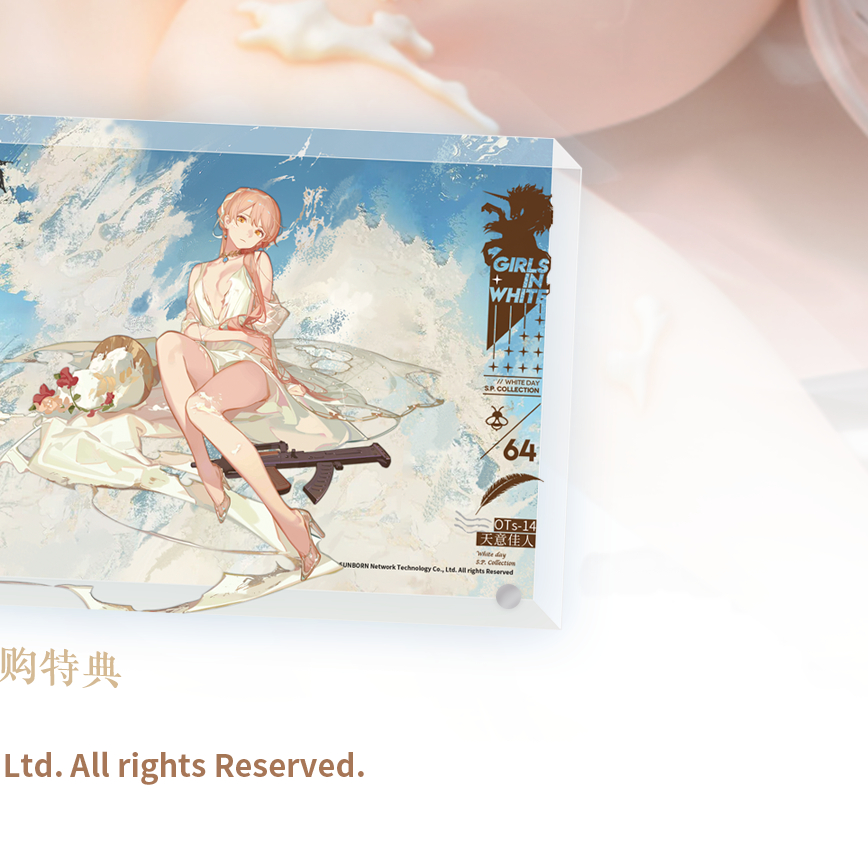 GIRLS
IN
WHITE
// WHITE DAY
S.P. COLLECTION
64
OTs-14
天意佳人
White day
S.P. Collection
SUNBORN Network Technology Co., Ltd. All rights Reserved
购特典
Ltd. All rights Reserved.